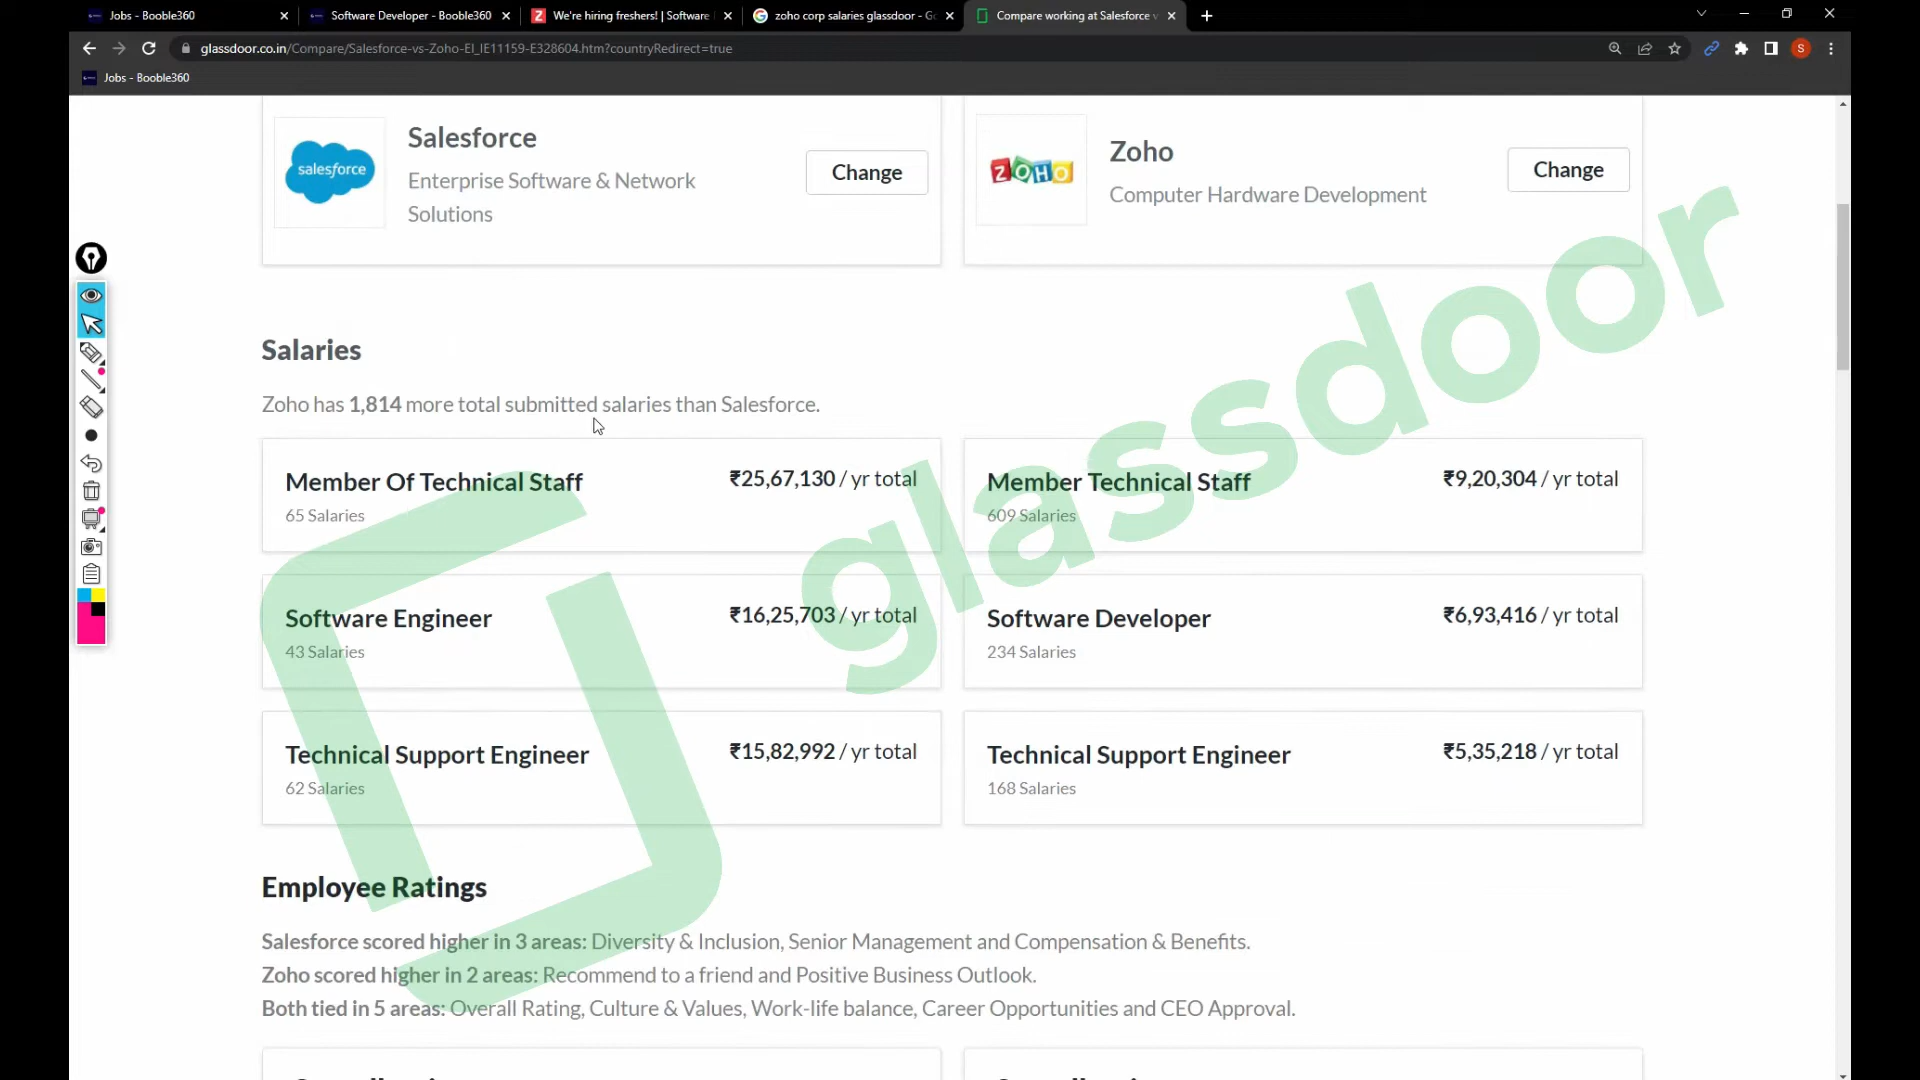 Jobs - Booble360
Software Developer - Booble360
We're hiring freshers! | Software
zoho corp salaries glassdoor - Go
Compare working at Salesforce v
glassdoor.co.in/Compare/Salesforce-vs-Zoho-EI_IE11159-E328604.htm?countryRedirect=true
S
Jobs - Booble360
salesforce
Salesforce
Enterprise Software & Network
Solutions
Change
ZOHO
Zoho
Computer Hardware Development
Change
glassdoor
Salaries
Zoho has 1,814 more total submitted salaries than Salesforce.
Member Of Technical Staff
₹25,67,130 / yr total
65 Salaries
Member Technical Staff
₹9,20,304 / yr total
609 Salaries
Software Engineer
₹16,25,703 / yr total
43 Salaries
Software Developer
₹6,93,416 / yr total
234 Salaries
Technical Support Engineer
₹15,82,992 / yr total
62 Salaries
Technical Support Engineer
₹5,35,218 / yr total
168 Salaries
Employee Ratings
Salesforce scored higher in 3 areas: Diversity & Inclusion, Senior Management and Compensation & Benefits.
Zoho scored higher in 2 areas: Recommend to a friend and Positive Business Outlook.
Both tied in 5 areas: Overall Rating, Culture & Values, Work-life balance, Career Opportunities and CEO Approval.